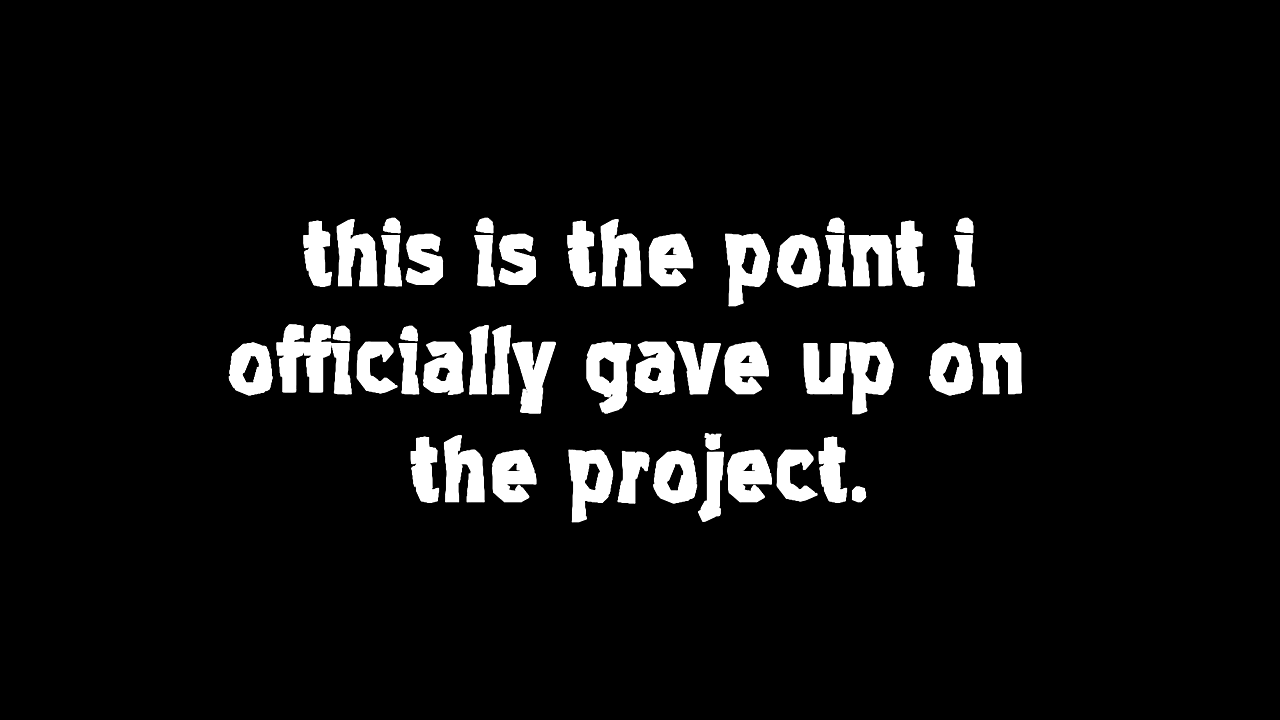 this is the point i
officially gave up on
the project.